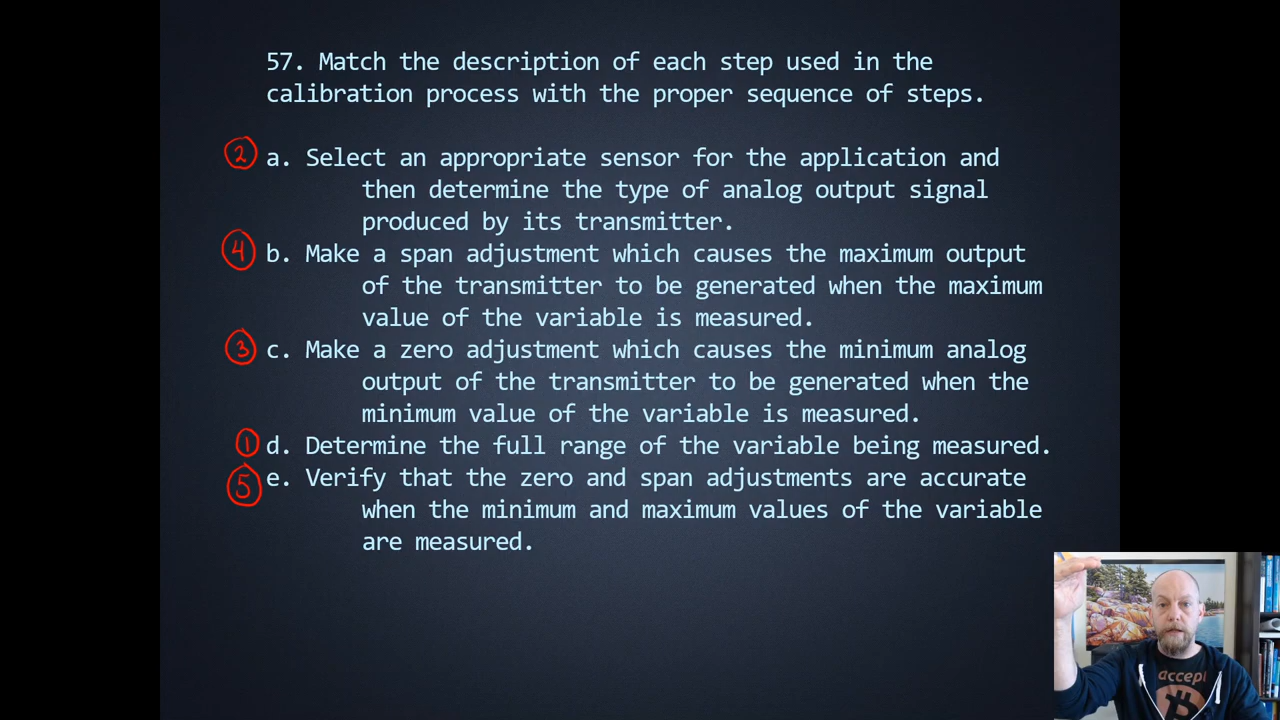 57. Match the description of each step used in the
calibration process with the proper sequence of steps.
2 a. Select an appropriate sensor for the application and
then determine the type of analog output signal
produced by its transmitter.
4 b. Make a span adjustment which causes the maximum output
of the transmitter to be generated when the maximum
value of the variable is measured.
3 c. Make a zero adjustment which causes the minimum analog
output of the transmitter to be generated when the
minimum value of the variable is measured.
1 d. Determine the full range of the variable being measured.
5 e. Verify that the zero and span adjustments are accurate
when the minimum and maximum values of the variable
are measured.
accept